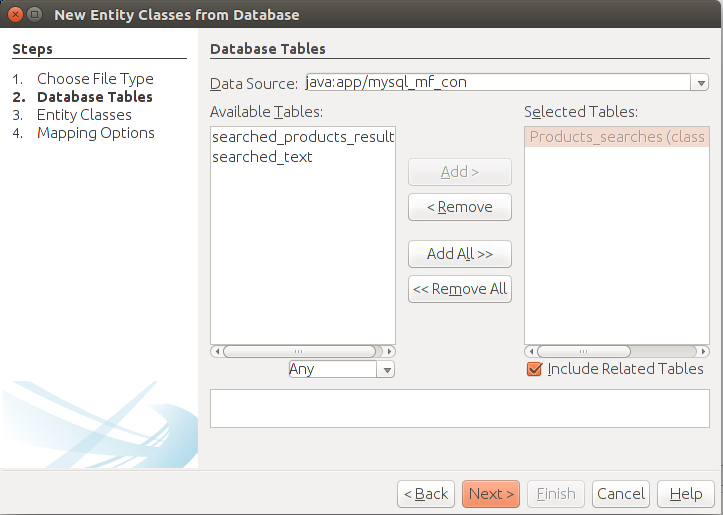 New Entity Classes from Database
Steps
1. Choose File Type
2. Database Tables
3. Entity Classes
4. Mapping Options
Database Tables
Data Source: java:app/mysql_mf_con
Available Tables:
searched_products_result
searched_text
Any
Add >
< Remove
Add All >>
<< Remove All
Selected Tables:
Products_searches (class
Include Related Tables
< Back
Next >
Finish
Cancel
Help